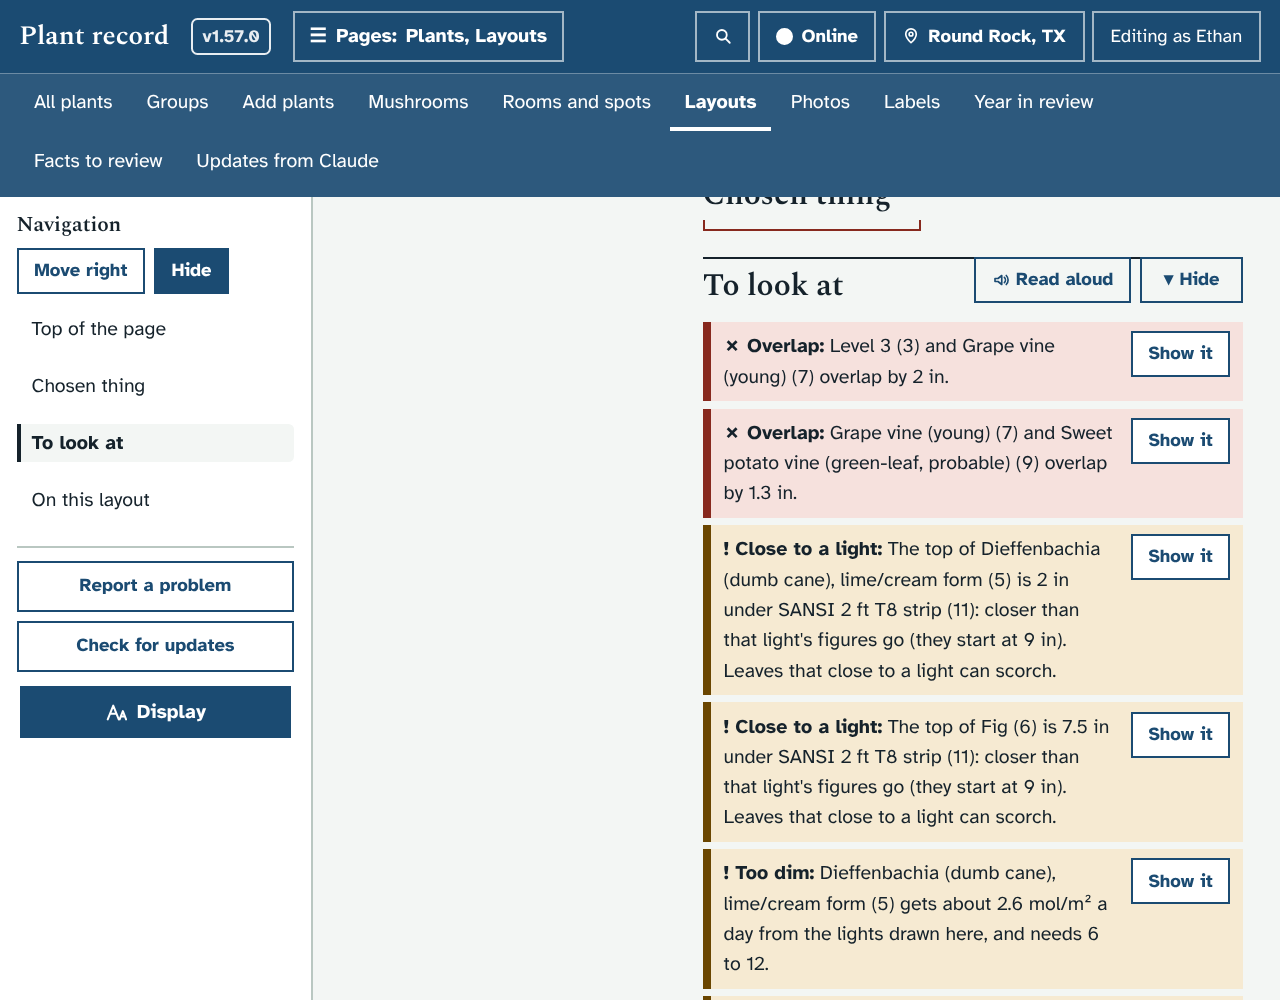 Plant record
v1.57.0
☰ Pages: Plants, Layouts
Online
Round Rock, TX
Editing as Ethan
All plants
Groups
Add plants
Mushrooms
Rooms and spots
Layouts
Photos
Labels
Year in review
Facts to review
Updates from Claude
Navigation
Move right
Hide
Top of the page
Chosen thing
To look at
On this layout
Report a problem
Check for updates
Display
Chosen thing
To look at
Read aloud
▼ Hide
✕ Overlap: Level 3 (3) and Grape vine
(young) (7) overlap by 2 in.
Show it
✕ Overlap: Grape vine (young) (7) and Sweet
potato vine (green-leaf, probable) (9) overlap
by 1.3 in.
Show it
! Close to a light: The top of Dieffenbachia
(dumb cane), lime/cream form (5) is 2 in
under SANSI 2 ft T8 strip (11): closer than
that light's figures go (they start at 9 in).
Leaves that close to a light can scorch.
Show it
! Close to a light: The top of Fig (6) is 7.5 in
under SANSI 2 ft T8 strip (11): closer than
that light's figures go (they start at 9 in).
Leaves that close to a light can scorch.
Show it
! Too dim: Dieffenbachia (dumb cane),
lime/cream form (5) gets about 2.6 mol/m² a
day from the lights drawn here, and needs 6
to 12.
Show it